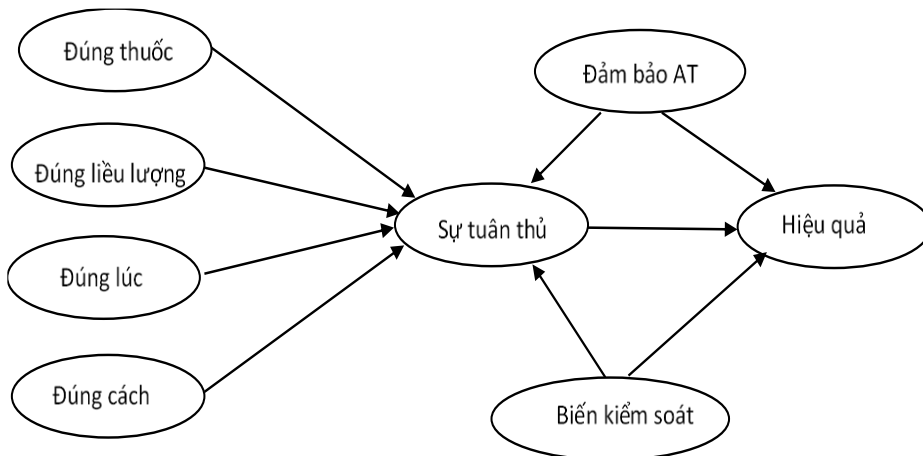 Đúng thuốc
Đảm bảo AT
Đúng liều lượng
Sự tuân thủ
Hiệu quả
Đúng lúc
Đúng cách
Biến kiểm soát